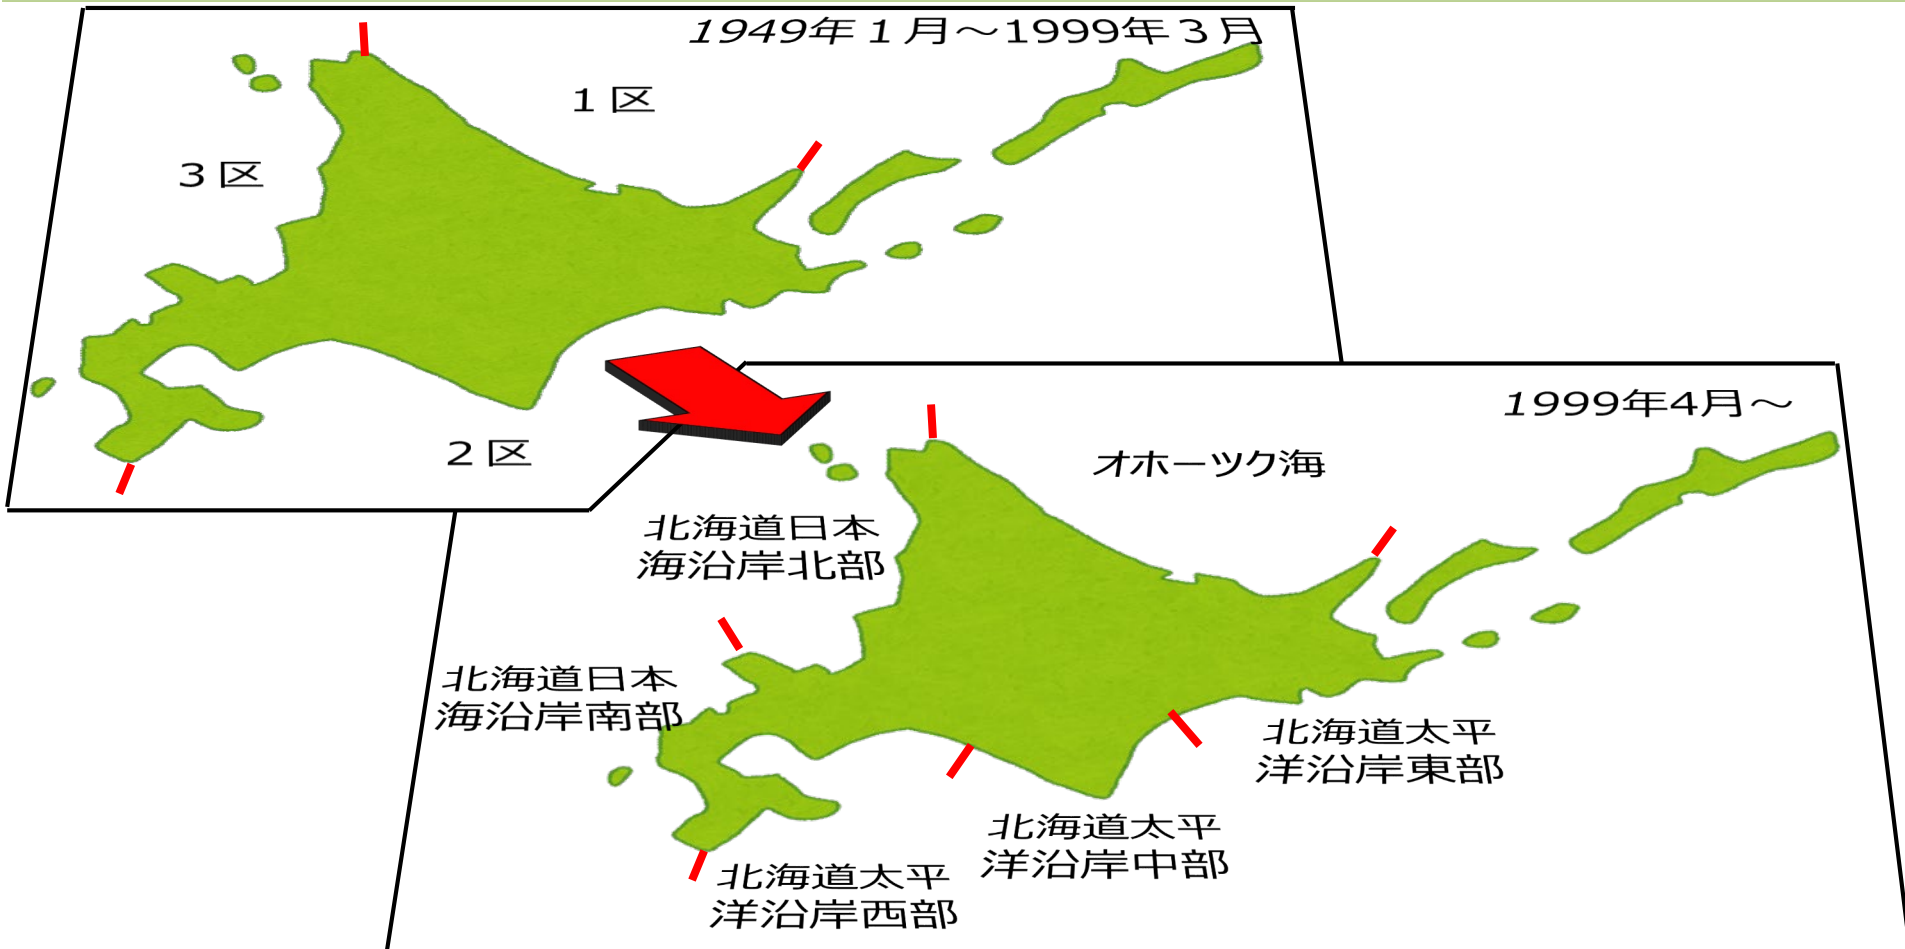 1949年１月～1999年３月
１区
３区
２区
1999年4月～
オホーツク海
北海道日本
海沿岸北部
北海道日本
海沿岸南部
北海道太平
洋沿岸東部
北海道太平
洋沿岸中部
北海道太平
洋沿岸西部